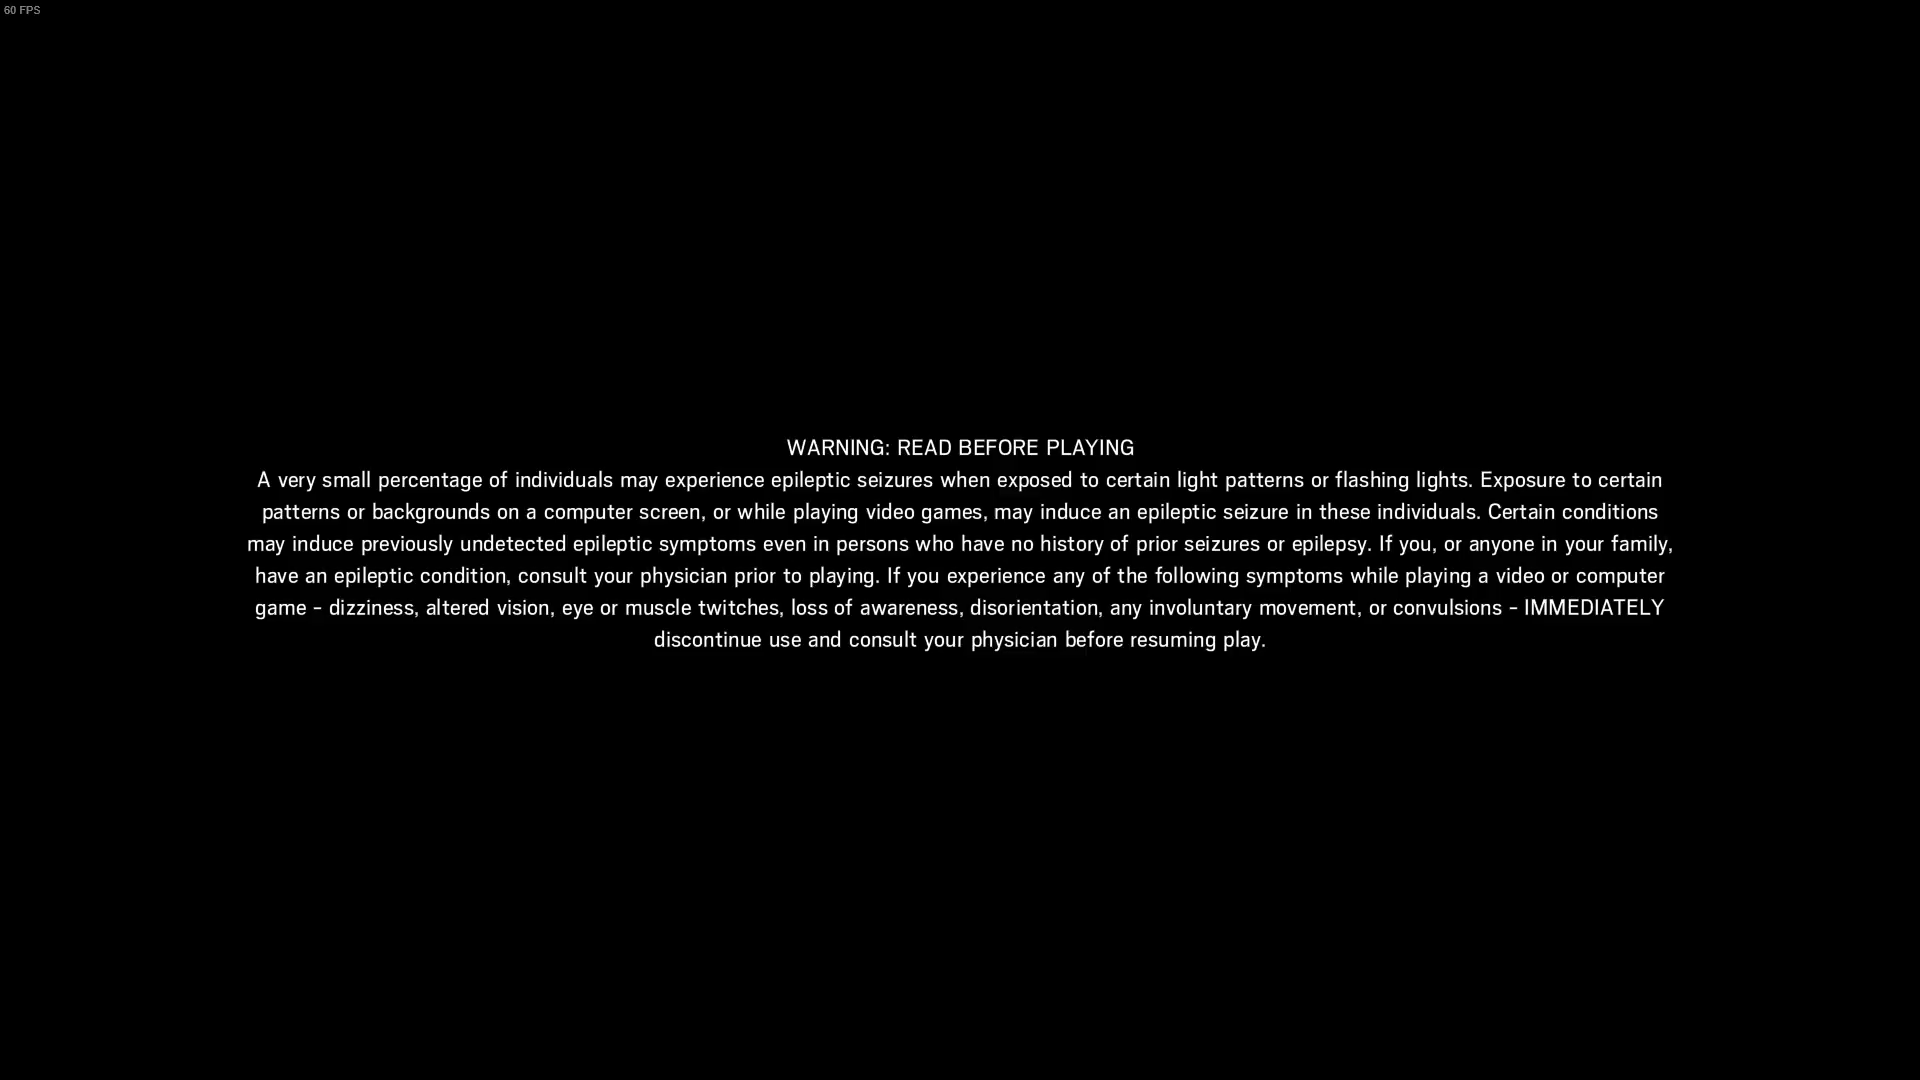 60 FPS
WARNING: READ BEFORE PLAYING
A very small percentage of individuals may experience epileptic seizures when exposed to certain light patterns or flashing lights. Exposure to certain
patterns or backgrounds on a computer screen, or while playing video games, may induce an epileptic seizure in these individuals. Certain conditions
may induce previously undetected epileptic symptoms even in persons who have no history of prior seizures or epilepsy. If you, or anyone in your family,
have an epileptic condition, consult your physician prior to playing. If you experience any of the following symptoms while playing a video or computer
game - dizziness, altered vision, eye or muscle twitches, loss of awareness, disorientation, any involuntary movement, or convulsions - IMMEDIATELY
discontinue use and consult your physician before resuming play.